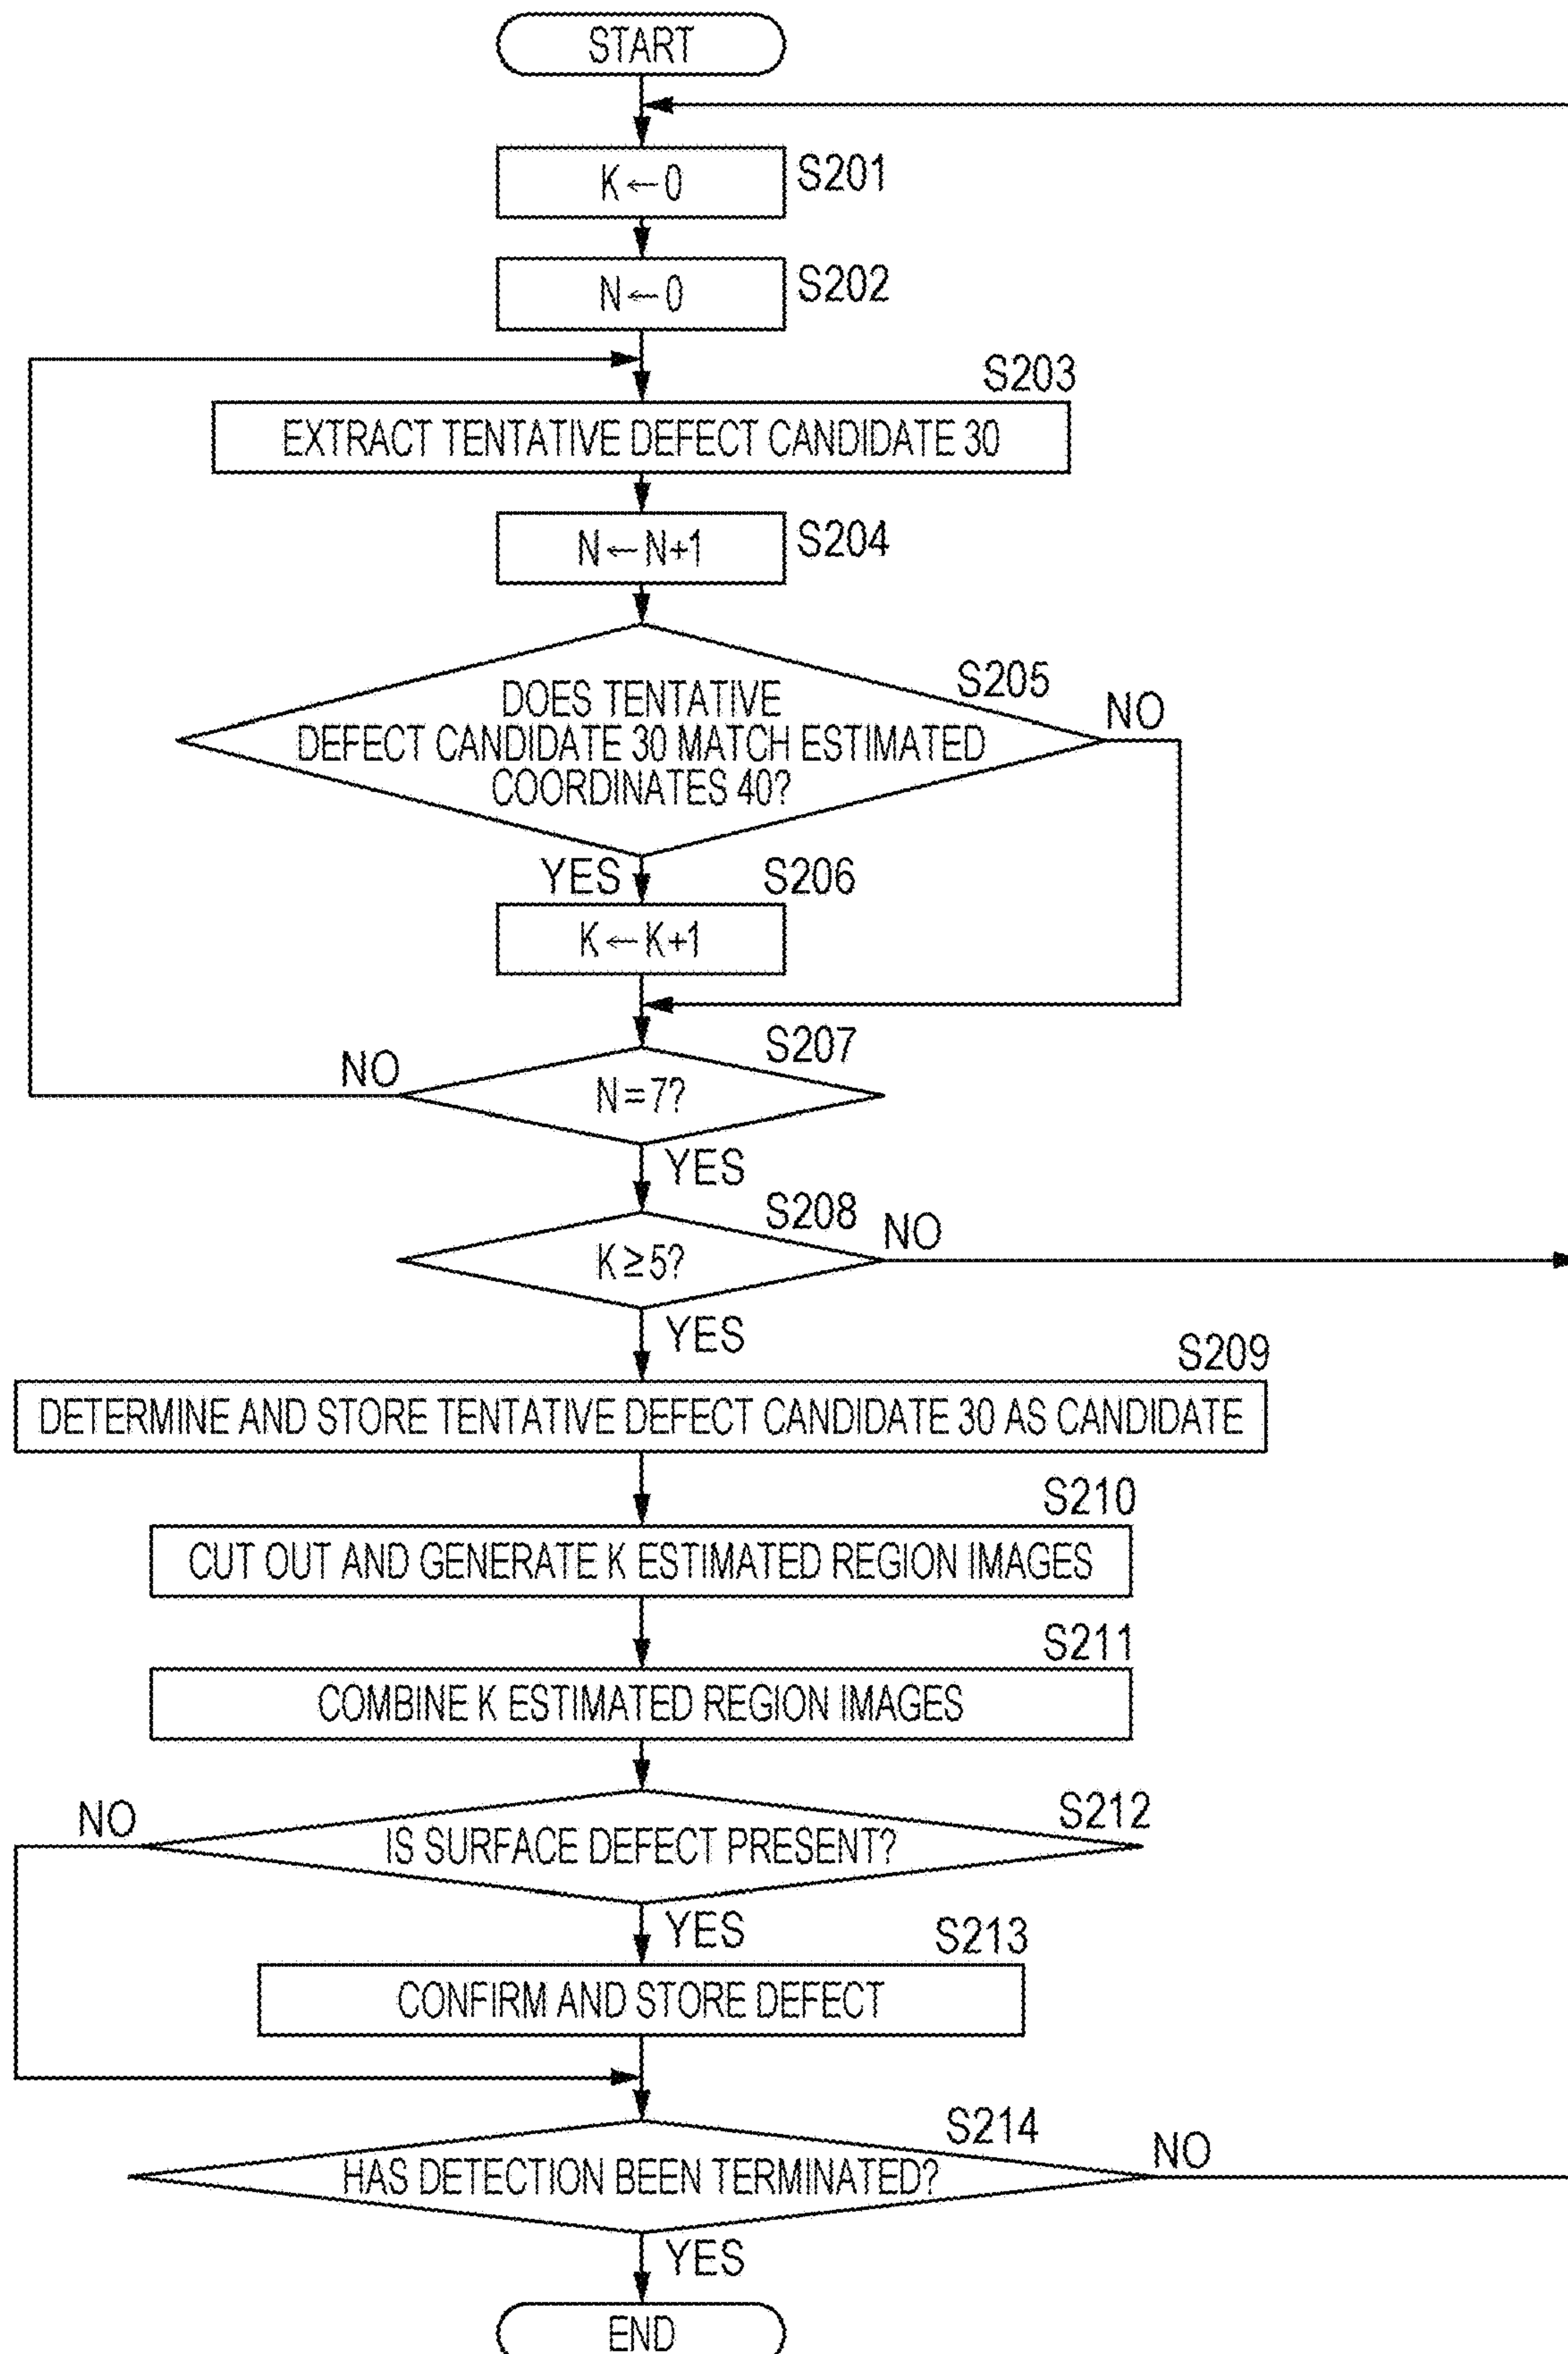 START
K←0
S201
N←0
S202
S203
EXTRACT TENTATIVE DEFECT CANDIDATE 30
N←N+1
S204
S205
DOES TENTATIVE
DEFECT CANDIDATE 30 MATCH ESTIMATED
COORDINATES 40?
NO
YES
S206
K←K+1
S207
NO
N=7?
YES
S208
NO
K≥5?
YES
S209
DETERMINE AND STORE TENTATIVE DEFECT CANDIDATE 30 AS CANDIDATE
S210
CUT OUT AND GENERATE K ESTIMATED REGION IMAGES
S211
COMBINE K ESTIMATED REGION IMAGES
NO
S212
IS SURFACE DEFECT PRESENT?
YES
S213
CONFIRM AND STORE DEFECT
S214
HAS DETECTION BEEN TERMINATED?
NO
YES
END